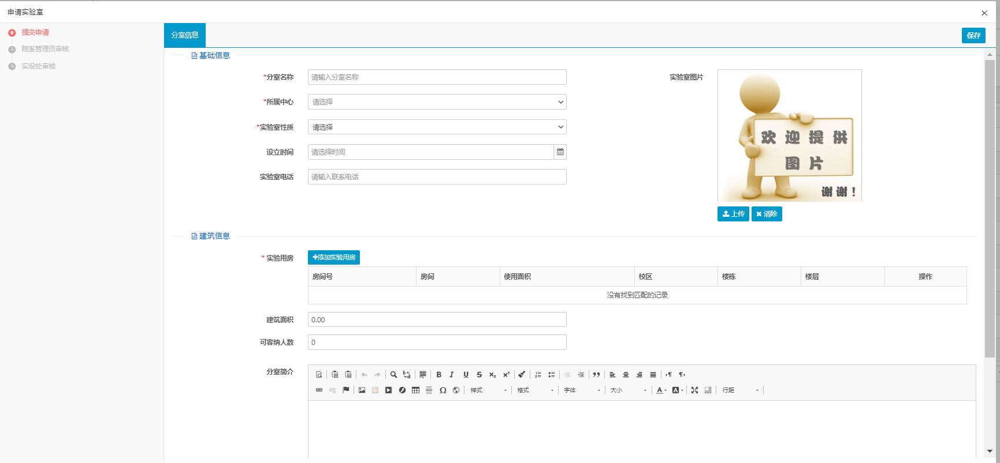 申请实验室
提交申请
院系管理员审核
实设处审核
分室信息
保存
基础信息
*分室名称 请输入分室名称
*所属中心 请选择
*实验室性质 请选择
设立时间 请选择时间
实验室电话 请输入联系电话
实验室图片
欢迎提供
图片
谢谢！
上传 清除
建筑信息
* 实验用房 添加实验用房
房间号 房间 使用面积 校区 楼栋 楼层 操作
没有找到匹配的记录
建筑面积 0.00
可容纳人数 0
分室简介
样式 格式 字体 大小 行距